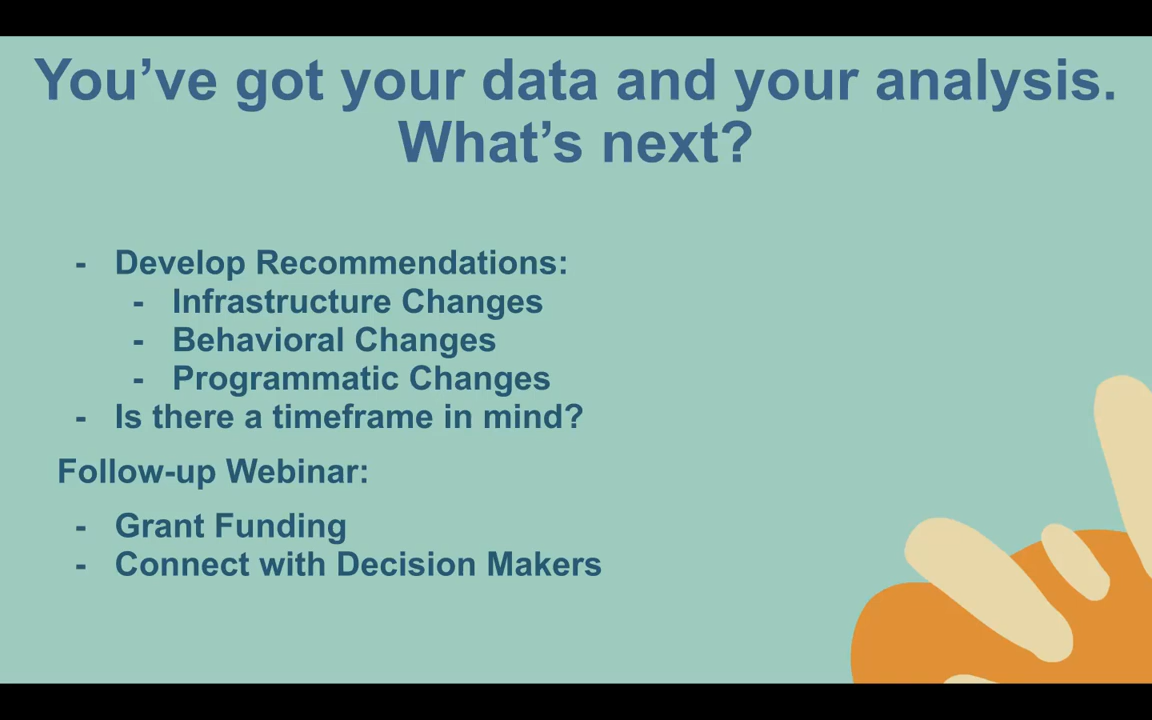 You’ve got your data and your analysis.
What’s next?
- Develop Recommendations:
- Infrastructure Changes
- Behavioral Changes
- Programmatic Changes
- Is there a timeframe in mind?
Follow-up Webinar:
- Grant Funding
- Connect with Decision Makers